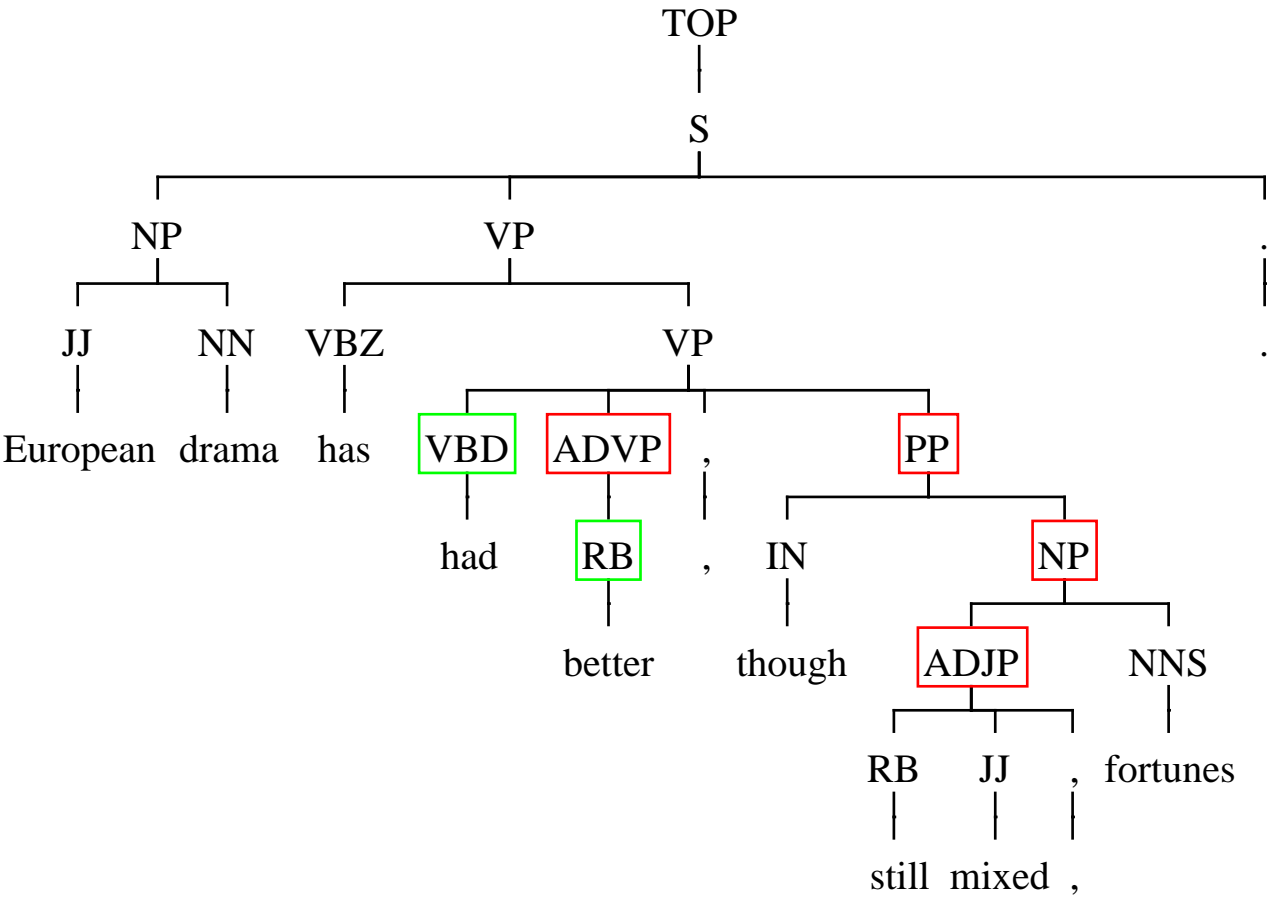 TOP
S
NP VP .
JJ NN VBZ VP .
European drama has VBD ADVP , PP
had RB , IN NP
better though ADJP NNS
RB JJ , fortunes
still mixed ,